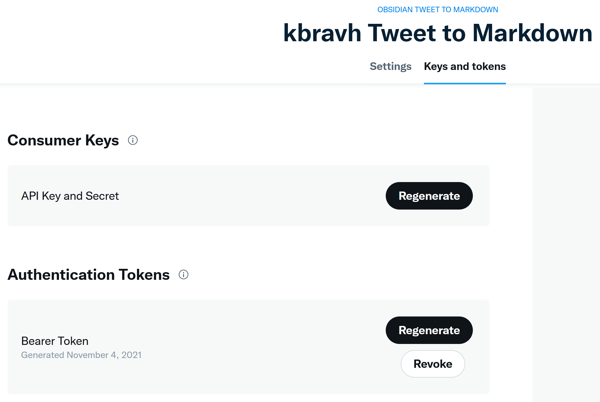 OBSIDIAN TWEET TO MARKDOWN
kbravh Tweet to Markdown
Settings Keys and tokens
Consumer Keys
API Key and Secret Regenerate
Authentication Tokens
Regenerate
Bearer Token
Generated November 4, 2021
Revoke